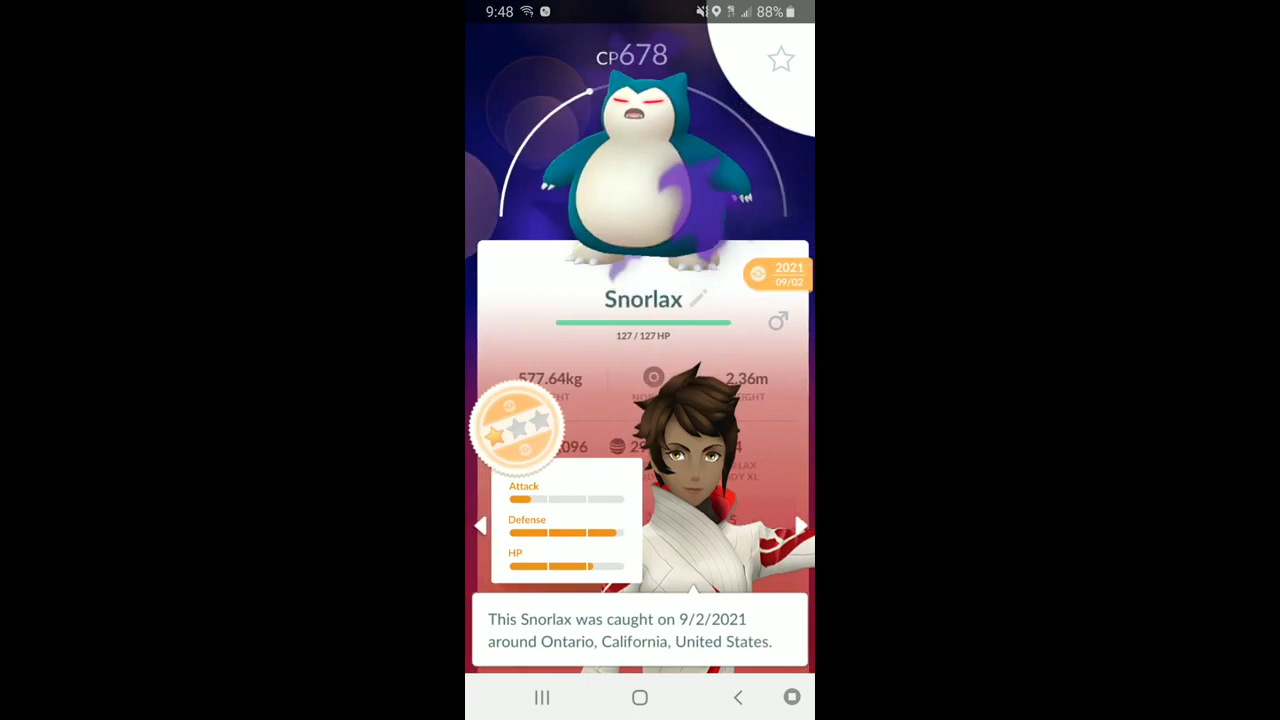 9:48
88%
CP678
2021
09/02
Snorlax
127 / 127 HP
577.64kg
2.36m
096
Attack
Defense
HP
This Snorlax was caught on 9/2/2021
around Ontario, California, United States.